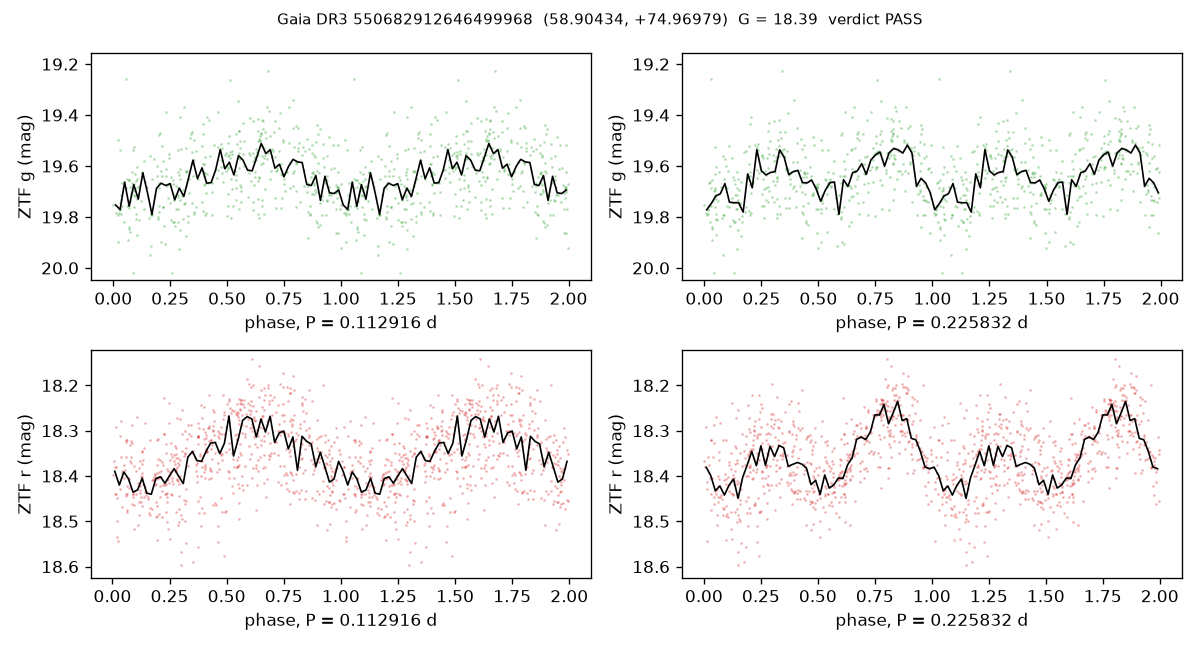 Gaia DR3 550682912646499968 (58.90434, +74.96979) G = 18.39 verdict PASS
ZTF g (mag)
19.2
19.4
19.6
19.8
20.0
0.00 0.25 0.50 0.75 1.00 1.25 1.50 1.75 2.00
phase, P = 0.112916 d
ZTF g (mag)
19.2
19.4
19.6
19.8
20.0
0.00 0.25 0.50 0.75 1.00 1.25 1.50 1.75 2.00
phase, P = 0.225832 d
ZTF r (mag)
18.2
18.3
18.4
18.5
18.6
0.00 0.25 0.50 0.75 1.00 1.25 1.50 1.75 2.00
phase, P = 0.112916 d
ZTF r (mag)
18.2
18.3
18.4
18.5
18.6
0.00 0.25 0.50 0.75 1.00 1.25 1.50 1.75 2.00
phase, P = 0.225832 d